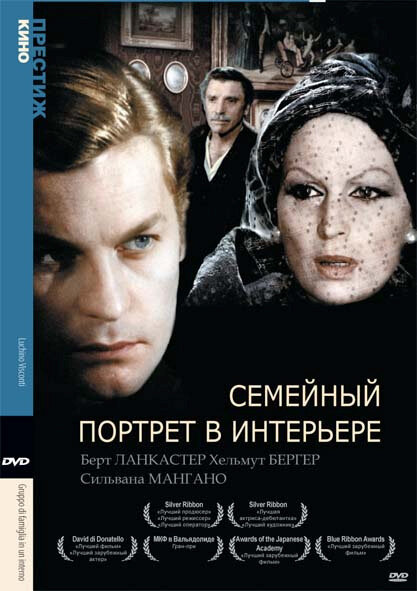 ПРЕСТИЖ
КИНО
Luchino Visconti
DVD
Gruppo di famiglia in un interno
СЕМЕЙНЫЙ
ПОРТРЕТ В ИНТЕРЬЕРЕ
Берт ЛАНКАСТЕР Хельмут БЕРГЕР
Сильвана МАНГАНО
Silver Ribbon
«Лучший продюсер»
«Лучший режиссер»
«Лучший оператор»
Silver Ribbon
«Лучшая
актриса-дебютантка»
«Лучший художник»
David di Donatello
«Лучший фильм»
«Лучший зарубежный
актер»
МКФ в Вальядолиде
Гран-при
Awards of the Japanese
Academy
«Лучший зарубежный
фильм»
Blue Ribbon Awards
«Лучший зарубежный
фильм»
DVD